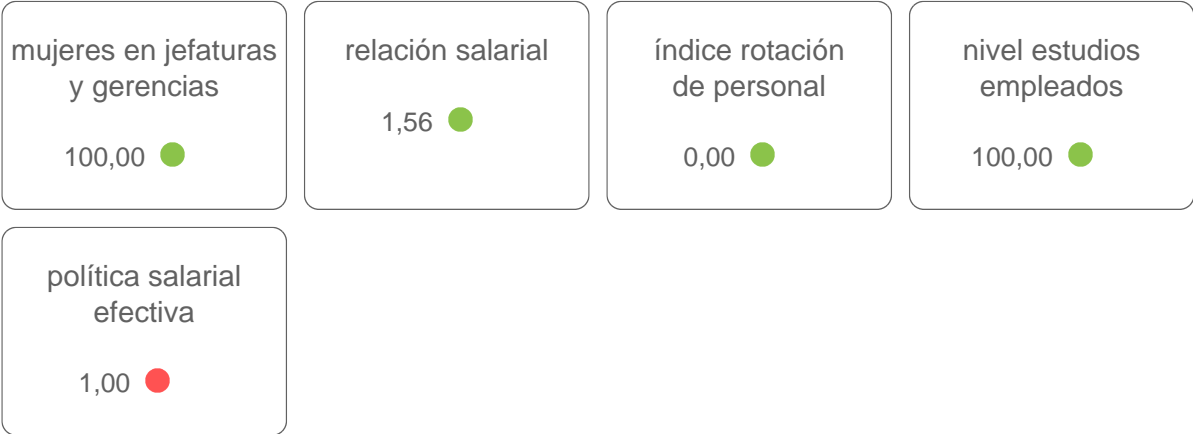 mujeres en jefaturas
y gerencias
100,00
relación salarial
1,56
índice rotación
de personal
0,00
nivel estudios
empleados
100,00
política salarial
efectiva
1,00